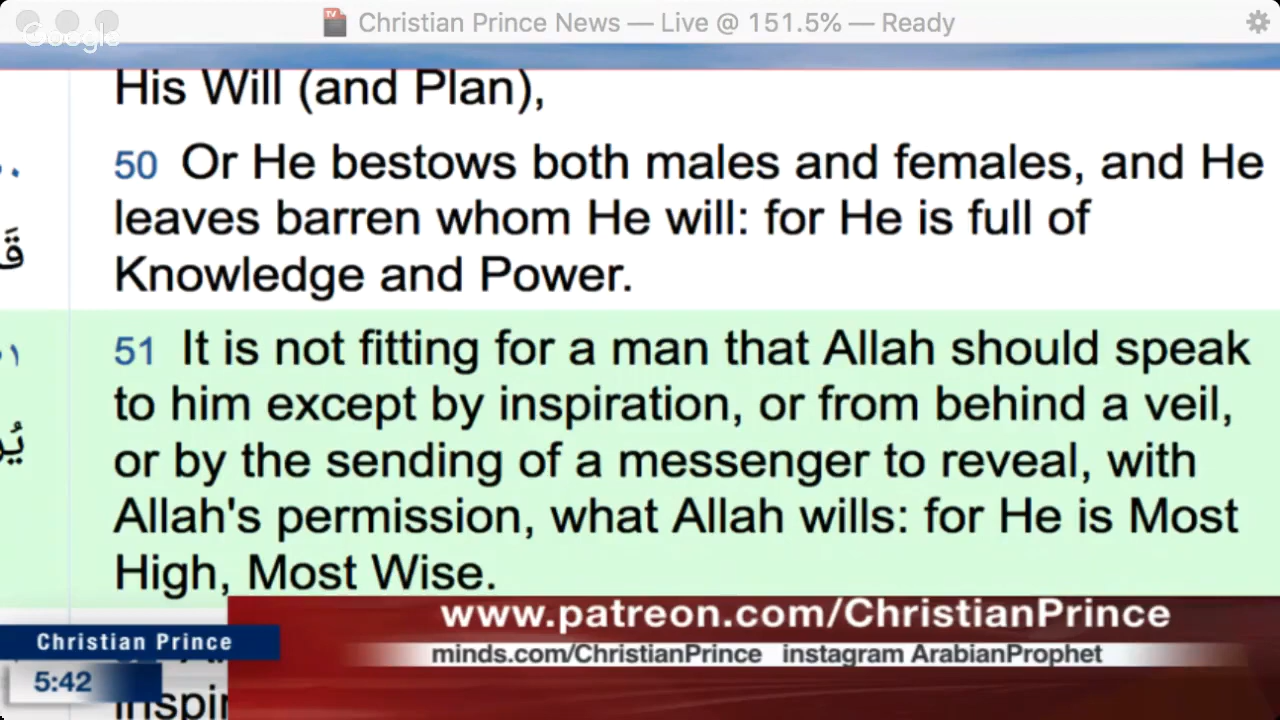 Christian Prince News — Live @ 151.5% — Ready
Google
His Will (and Plan),
50 Or He bestows both males and females, and He
leaves barren whom He will: for He is full of
Knowledge and Power.
51 It is not fitting for a man that Allah should speak
to him except by inspiration, or from behind a veil,
or by the sending of a messenger to reveal, with
Allah's permission, what Allah wills: for He is Most
High, Most Wise.
www.patreon.com/ChristianPrince
Christian Prince
minds.com/ChristianPrince instagram ArabianProphet
5:42